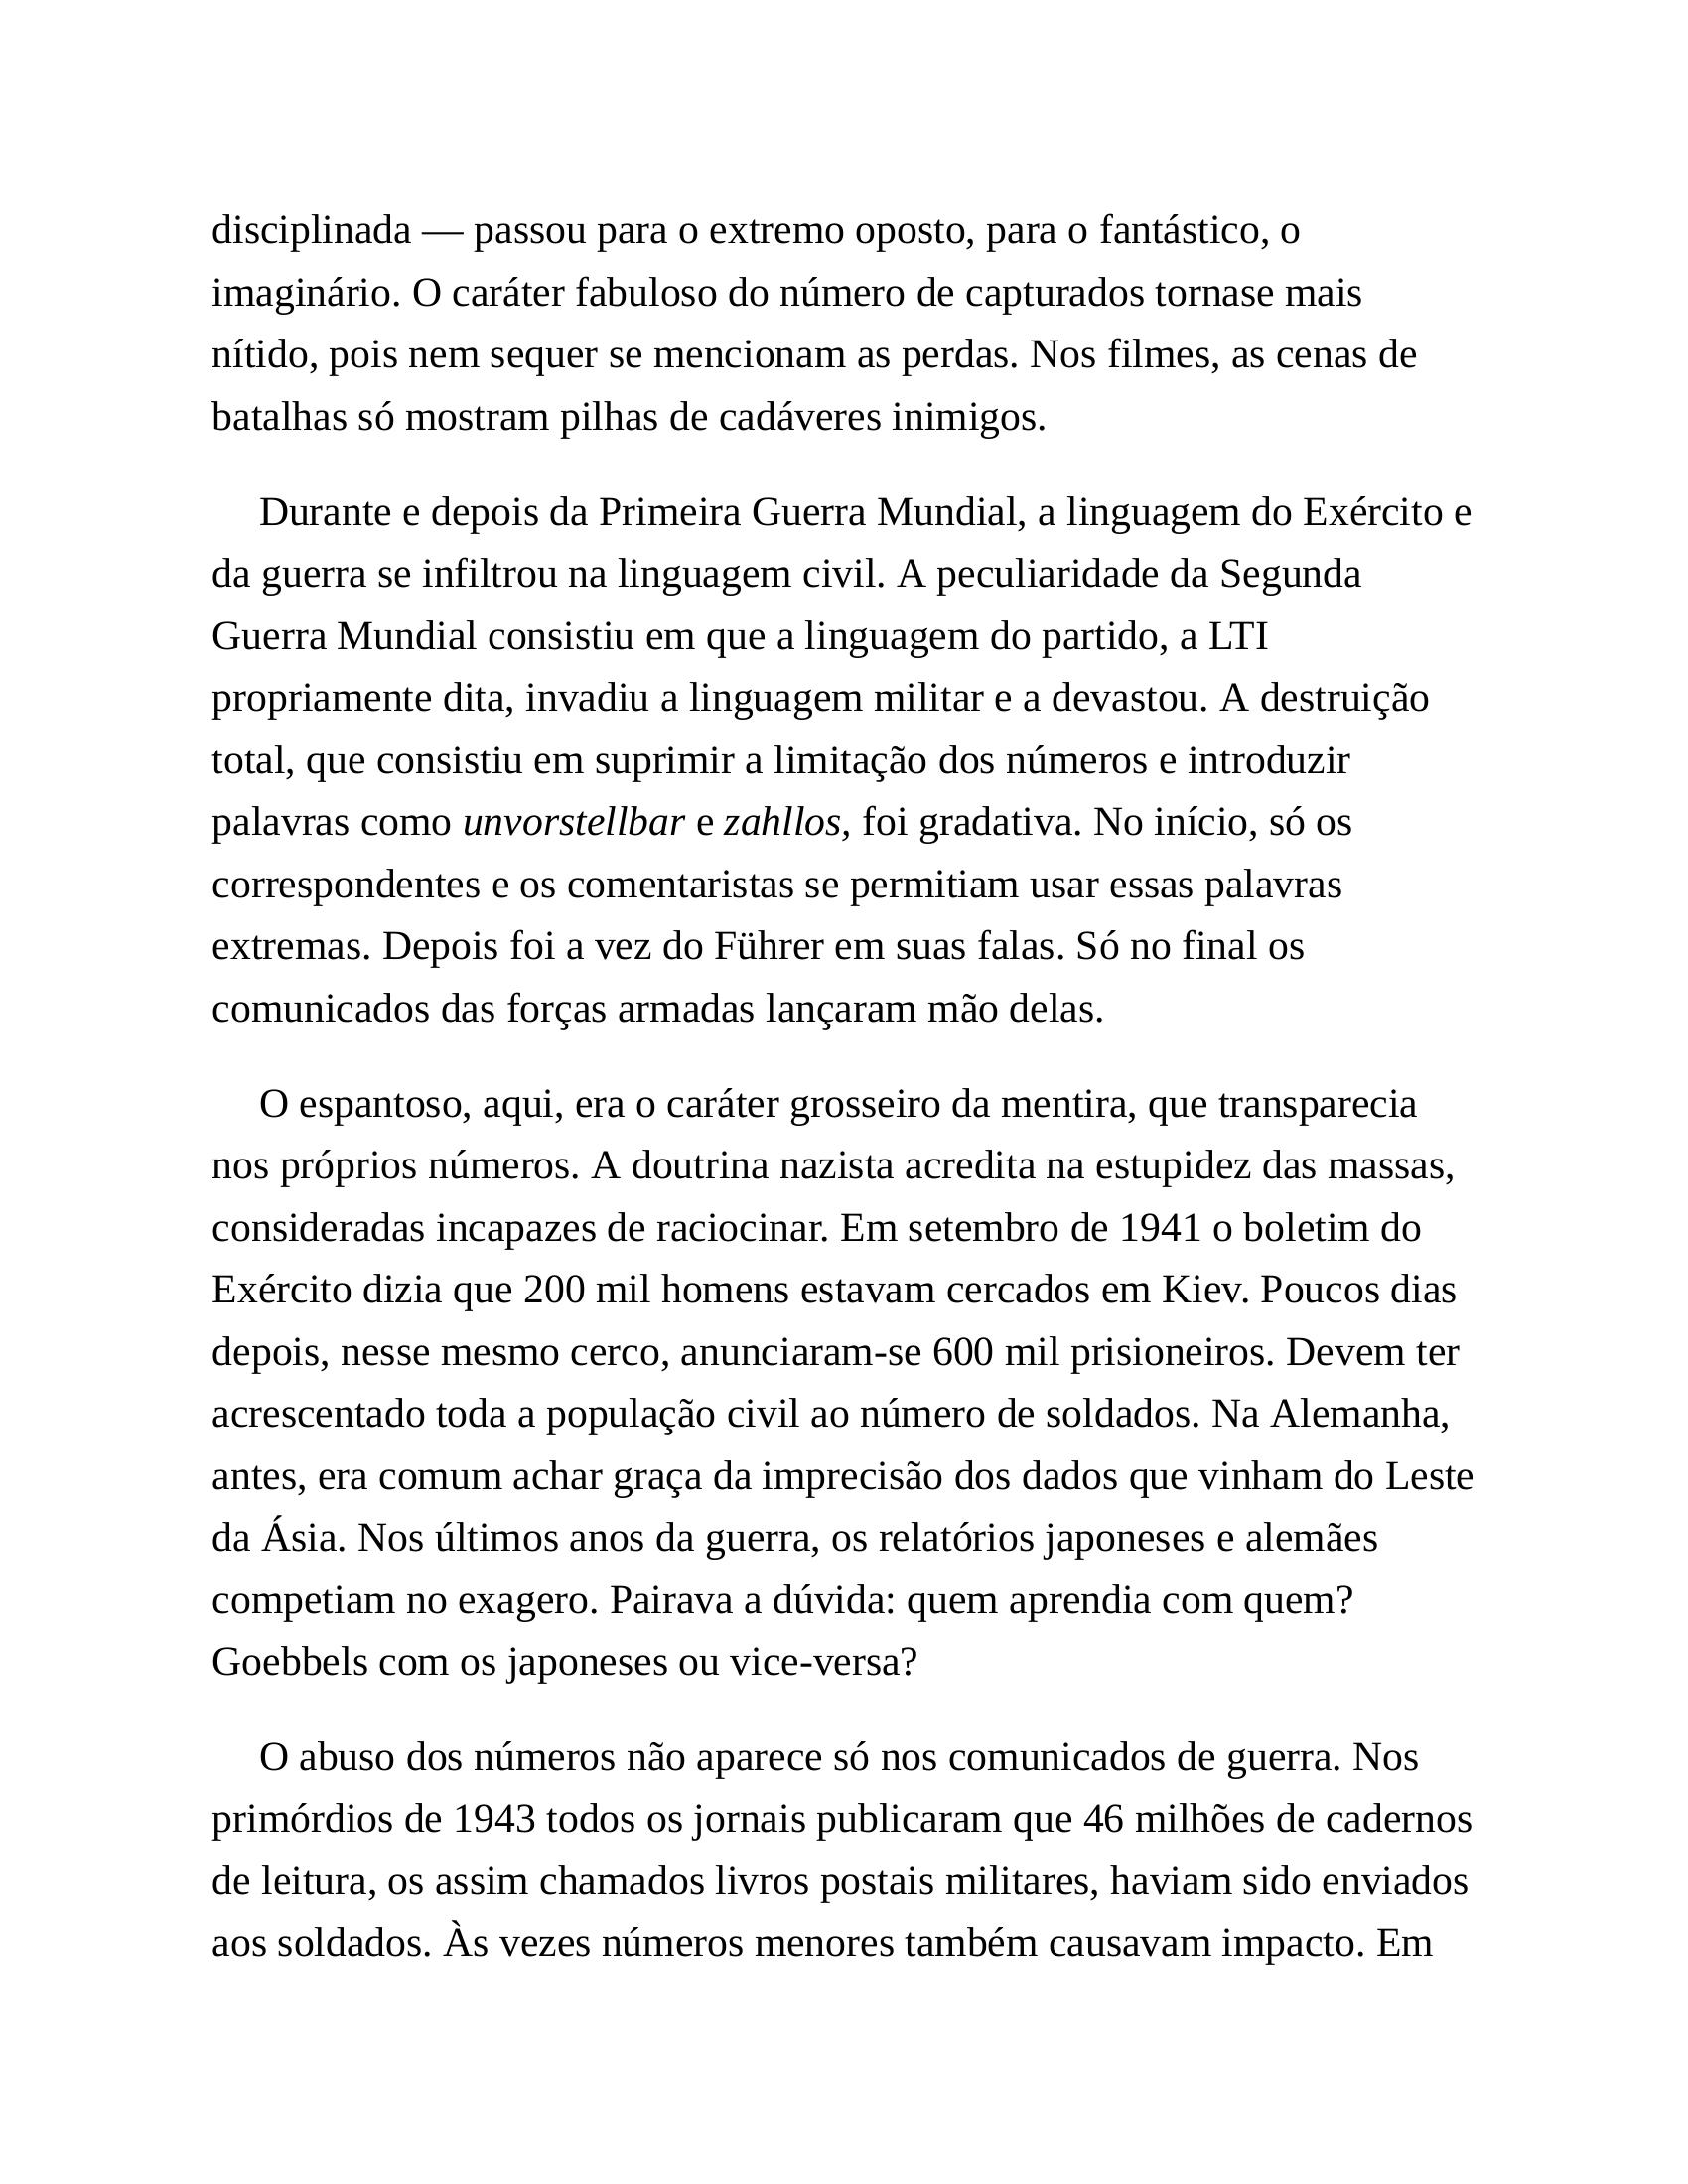 disciplinada — passou para o extremo oposto, para o fantástico, o
imaginário. O caráter fabuloso do número de capturados tornase mais
nítido, pois nem sequer se mencionam as perdas. Nos filmes, as cenas de
batalhas só mostram pilhas de cadáveres inimigos.
Durante e depois da Primeira Guerra Mundial, a linguagem do Exército e
da guerra se infiltrou na linguagem civil. A peculiaridade da Segunda
Guerra Mundial consistiu em que a linguagem do partido, a LTI
propriamente dita, invadiu a linguagem militar e a devastou. A destruição
total, que consistiu em suprimir a limitação dos números e introduzir
palavras como unvorstellbar e zahllos, foi gradativa. No início, só os
correspondentes e os comentaristas se permitiam usar essas palavras
extremas. Depois foi a vez do Führer em suas falas. Só no final os
comunicados das forças armadas lançaram mão delas.
O espantoso, aqui, era o caráter grosseiro da mentira, que transparecia
nos próprios números. A doutrina nazista acredita na estupidez das massas,
consideradas incapazes de raciocinar. Em setembro de 1941 o boletim do
Exército dizia que 200 mil homens estavam cercados em Kiev. Poucos dias
depois, nesse mesmo cerco, anunciaram-se 600 mil prisioneiros. Devem ter
acrescentado toda a população civil ao número de soldados. Na Alemanha,
antes, era comum achar graça da imprecisão dos dados que vinham do Leste
da Ásia. Nos últimos anos da guerra, os relatórios japoneses e alemães
competiam no exagero. Pairava a dúvida: quem aprendia com quem?
Goebbels com os japoneses ou vice-versa?
O abuso dos números não aparece só nos comunicados de guerra. Nos
primórdios de 1943 todos os jornais publicaram que 46 milhões de cadernos
de leitura, os assim chamados livros postais militares, haviam sido enviados
aos soldados. Às vezes números menores também causavam impacto. Em